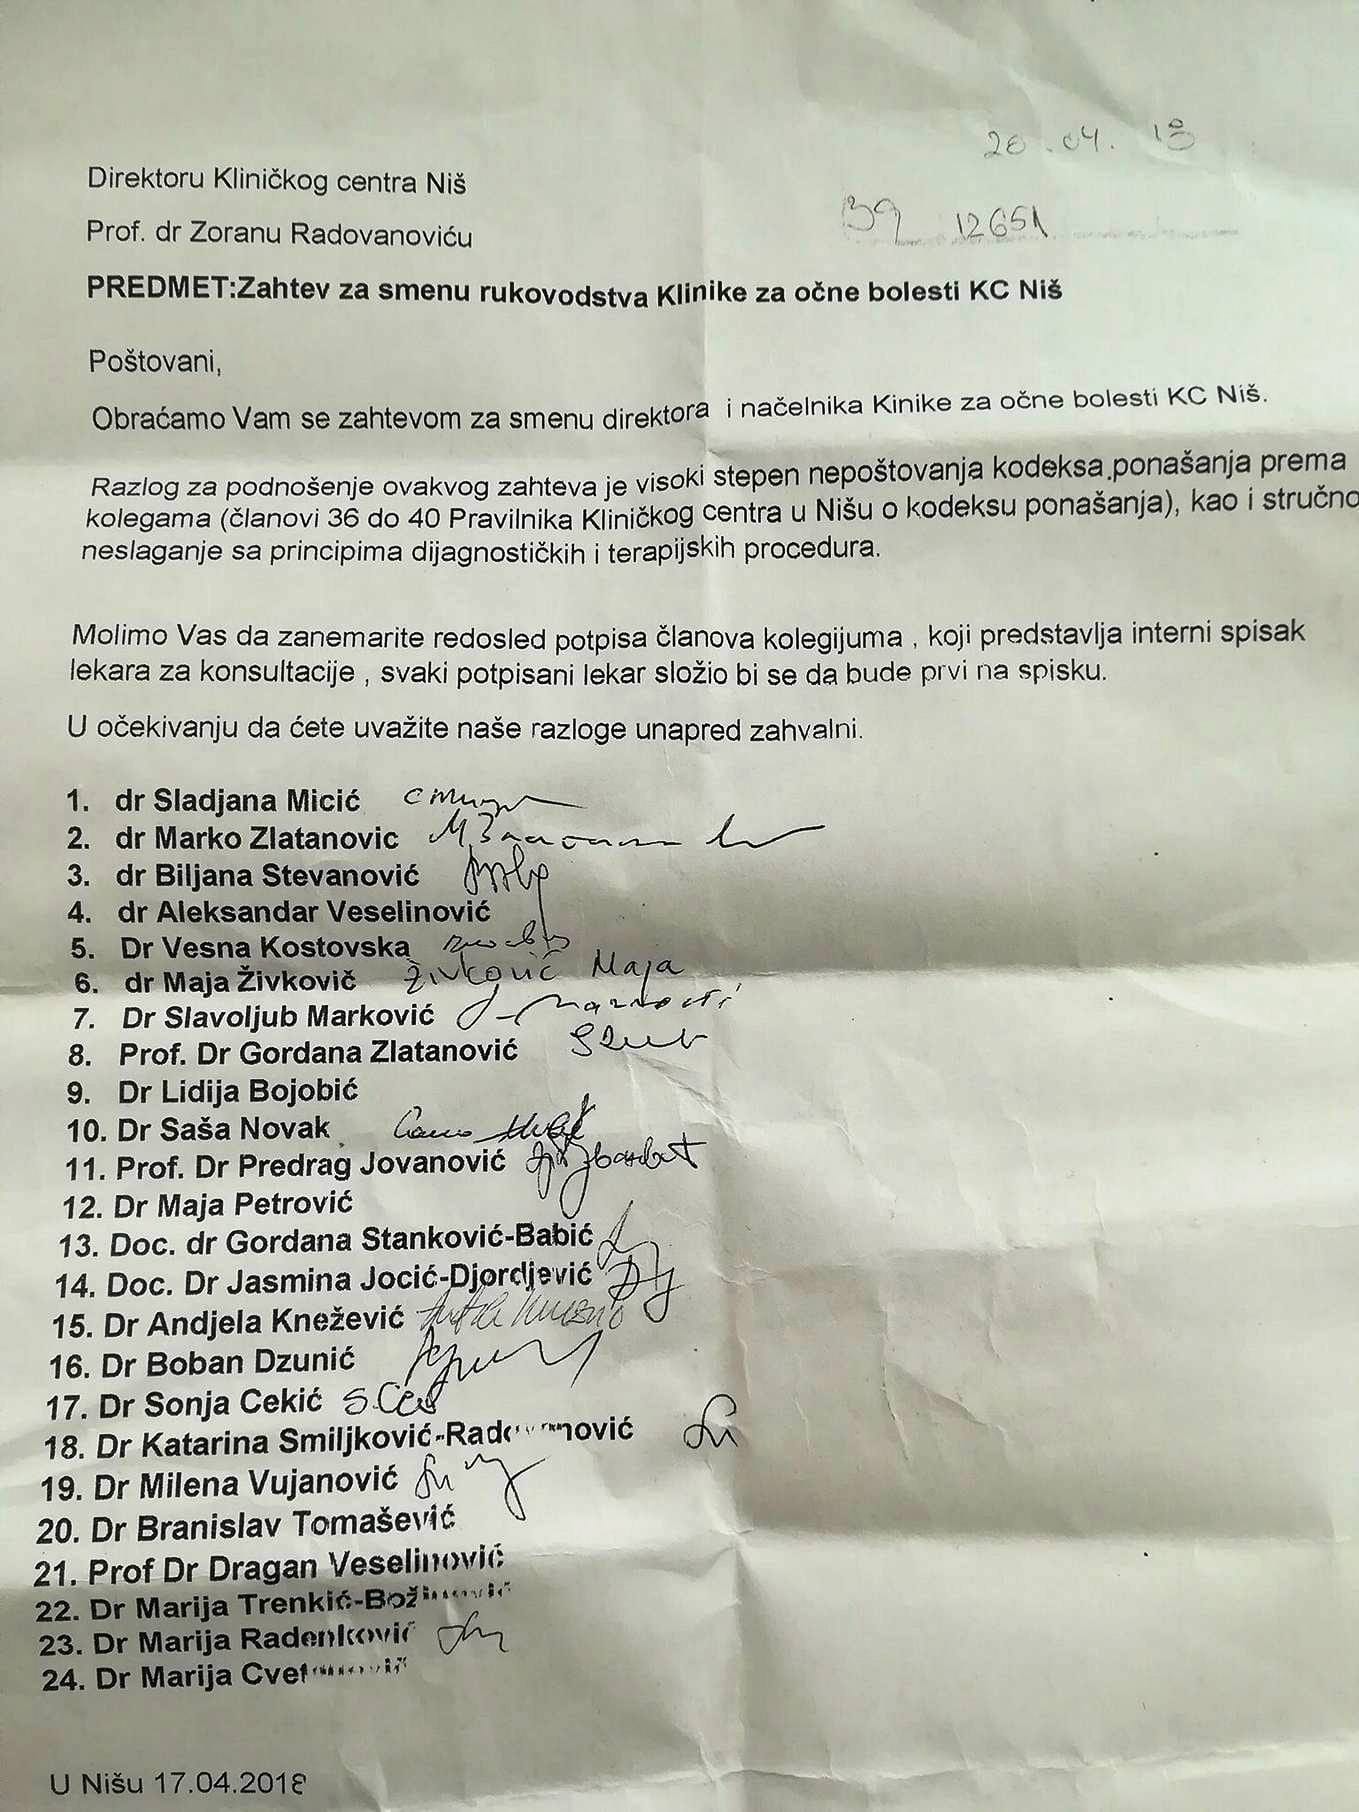 20.04.18
Direktoru Kliničkog centra Niš
39 12651
Prof. dr Zoranu Radovanoviću
PREDMET:Zahtev za smenu rukovodstva Klinike za očne bolesti KC Niš
Poštovani,
Obraćamo Vam se zahtevom za smenu direktora i načelnika Kinike za očne bolesti KC Niš.
Razlog za podnošenje ovakvog zahteva je visoki stepen nepoštovanja kodeksa ponašanja prema
kolegama (članovi 36 do 40 Pravilnika Kliničkog centra u Nišu o kodeksu ponašanja), kao i stručno
neslaganje sa principima dijagnostičkih i terapijskih procedura.
Molimo Vas da zanemarite redosled potpisa članova kolegijuma , koji predstavlja interni spisak
lekara za konsultacije , svaki potpisani lekar složio bi se da bude prvi na spisku.
U očekivanju da ćete uvažite naše razloge unapred zahvalni.
1. dr Sladjana Micić
2. dr Marko Zlatanovic
3. dr Biljana Stevanović
4. dr Aleksandar Veselinović
5. Dr Vesna Kostovska
6. dr Maja Živkovič Živković Maja
7. Dr Slavoljub Marković
8. Prof. Dr Gordana Zlatanović
9. Dr Lidija Bojobić
10. Dr Saša Novak
11. Prof. Dr Predrag Jovanović
12. Dr Maja Petrović
13. Doc. dr Gordana Stanković-Babić
14. Doc. Dr Jasmina Jocić-Djordjević
15. Dr Andjela Knežević
16. Dr Boban Dzunić
17. Dr Sonja Cekić
18. Dr Katarina Smiljković-Radovanović
19. Dr Milena Vujanović
20. Dr Branislav Tomašević
21. Prof Dr Dragan Veselinović
22. Dr Marija Trenkić-Božinović
23. Dr Marija Radenković
24. Dr Marija
U Nišu 17.04.2018